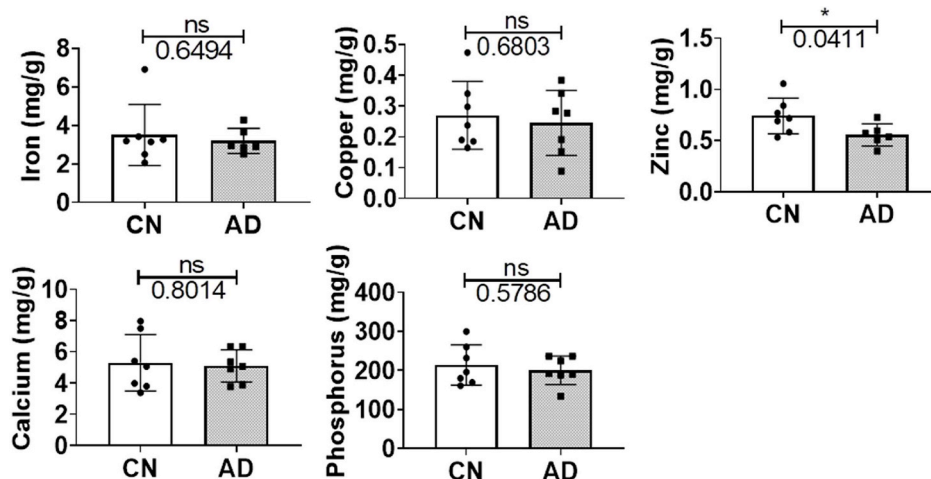 ns
0.6494
Iron (mg/g)
8
6
4
2
0
CN AD
ns
0.6803
Copper (mg/g)
0.5
0.4
0.3
0.2
0.1
0.0
CN AD
*
0.0411
Zinc (mg/g)
1.5
1.0
0.5
0.0
CN AD
ns
0.8014
Calcium (mg/g)
10
8
6
4
2
0
CN AD
ns
0.5786
Phosphorus (mg/g)
400
300
200
100
0
CN AD